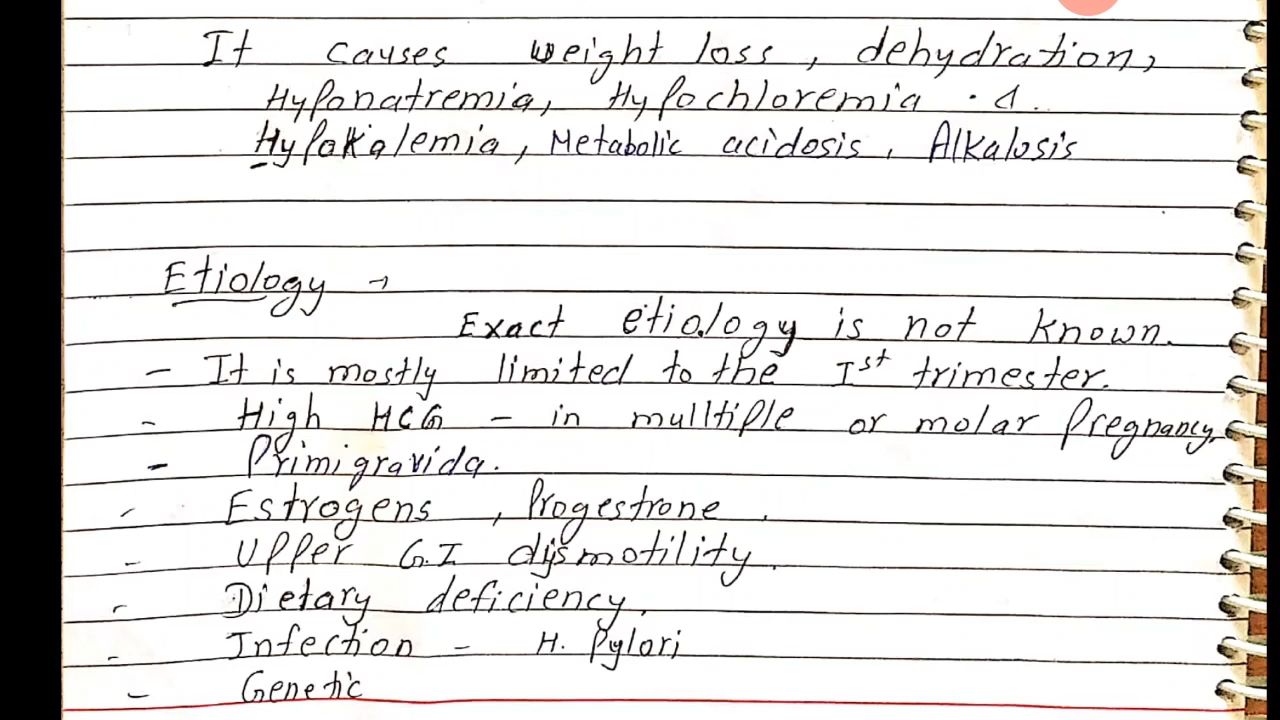 It causes weight loss, dehydration,
Hyponatremia, Hypochloremia.
Hypokalemia, Metabolic acidosis, Alkalosis
Etiology →
Exact etiology is not known.
- It is mostly limited to the Ist trimester.
- High HCG - in mulltiple or molar Pregnancy,
- Primigravida.
- Estrogens, Progestrone.
- Upper G.I dysmotility.
- Dietary deficiency.
- Infection - H. Pylori
- Genetic